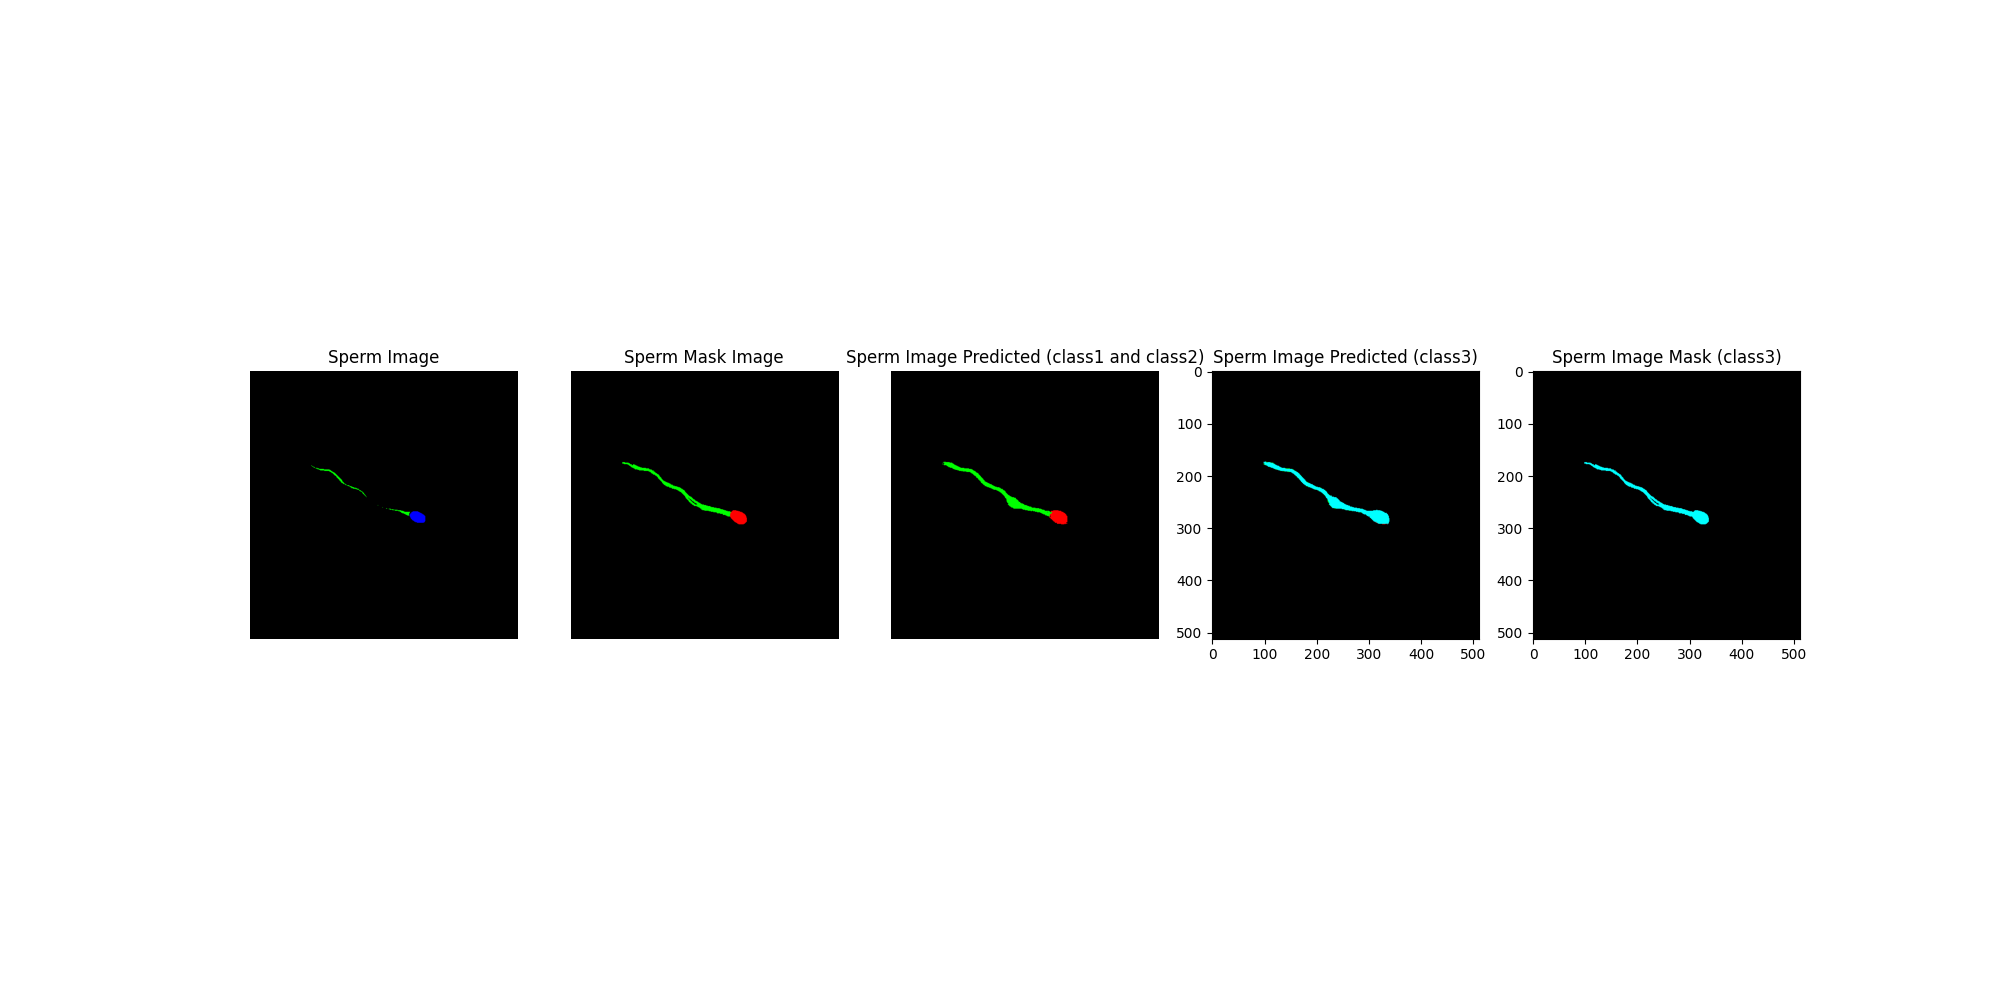 Sperm Image
Sperm Mask Image
Sperm Image Predicted (class1 and class2)
Sperm Image Predicted (class3)
Sperm Image Mask (class3)
0
100
200
300
400
500
0 100 200 300 400 500
0
100
200
300
400
500
0 100 200 300 400 500